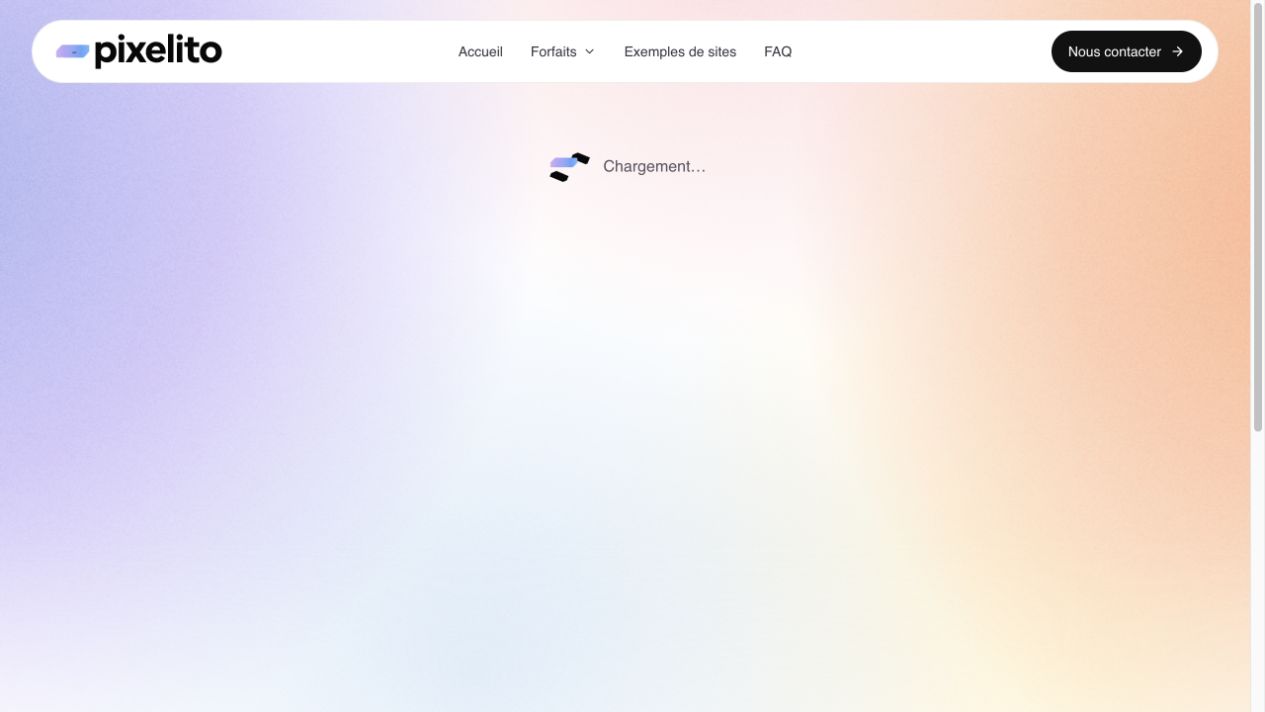 pixelito
Accueil
Forfaits
Exemples de sites
FAQ
Nous contacter
Chargement…